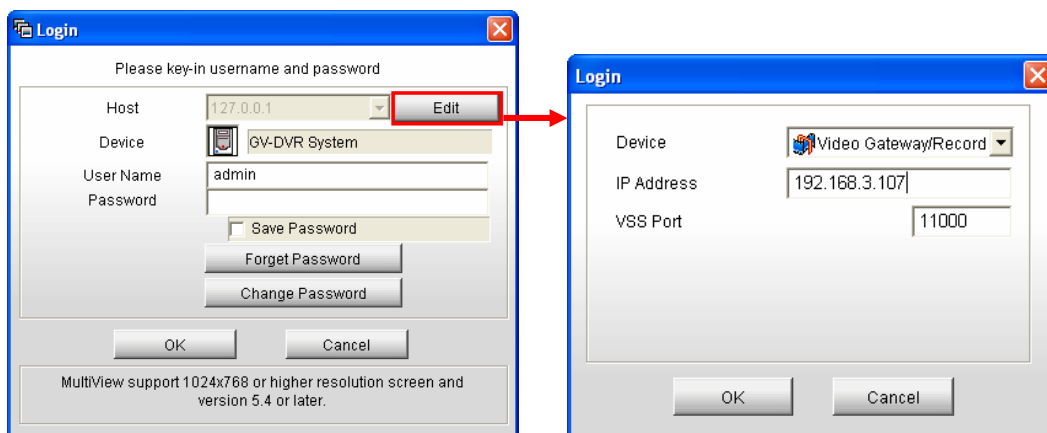 Login
Please key-in username and password
Host 127.0.0.1 Edit
Device GV-DVR System
User Name admin
Password
Save Password
Forget Password
Change Password
OK Cancel
MultiView support 1024x768 or higher resolution screen and
version 5.4 or later.
Login
Device Video Gateway/Record
IP Address 192.168.3.107
VSS Port 11000
OK Cancel